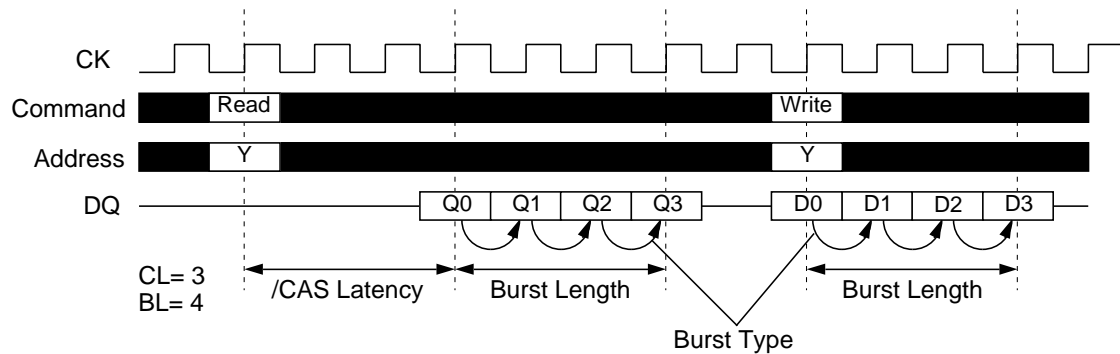 CK
Command Read Write
Address Y Y
DQ Q0 Q1 Q2 Q3 D0 D1 D2 D3
CL= 3
BL= 4
/CAS Latency Burst Length Burst Length
Burst Type